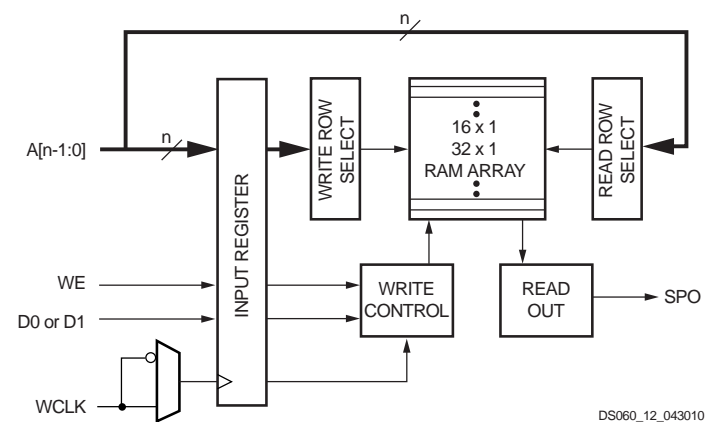 n
A[n-1:0]
n
INPUT REGISTER
WRITE ROW
SELECT
16 x 1
32 x 1
RAM ARRAY
READ ROW
SELECT
WE
D0 or D1
WRITE
CONTROL
READ
OUT
SPO
WCLK
DS060_12_043010